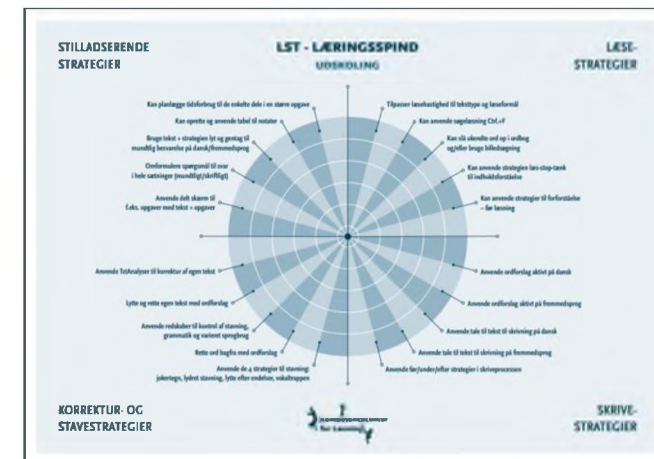 STILLADSERENDE
STRATEGIER
LST - LÆRINGSSPIND
UDSKOLING
LÆSE-
STRATEGIER
Kan planlægge tidsforbrug til de enkelte dele i en større opgave
Kan oprette og anvende tabel til notater
Bruge tekst + strategien lyt og gentag til
mundtlig besvarelse på dansk/fremmedsprog
Omformulere spørgsmål til svar
i hele sætninger (mundtligt/skriftligt)
Anvende delt skærm til
f.eks. opgaver med tekst + opgaver
Tilpasser læsehastighed til teksttype og læseformål
Kan anvende søgelæsning Ctrl.+F
Kan slå ukendte ord op i ordbog
og/eller bruge billedsøgning
Kan anvende strategien læs-stop-tænk
til indholdsforståelse
Kan anvende strategier til forforståelse
– før læsning
Anvende TxtAnalyser til korrektur af egen tekst
Lytte og rette egen tekst med ordforslag
Anvende redskaber til kontrol af stavning,
grammatik og varieret sprogbrug
Rette ord bagfra med ordforslag
Anvende de 4 strategier til stavning:
jokertegn, lydret stavning, lytte efter endelser, vokaltrappen
Anvende ordforslag aktivt på dansk
Anvende ordforslag aktivt på fremmedsprog
Anvende tale til tekst til skrivning på dansk
Anvende tale til tekst til skrivning på fremmedsprog
Anvende før/under/efter strategier i skriveprocessen
KORREKTUR- OG
STAVESTRATEGIER
for Læsning
SKRIVE-
STRATEGIER